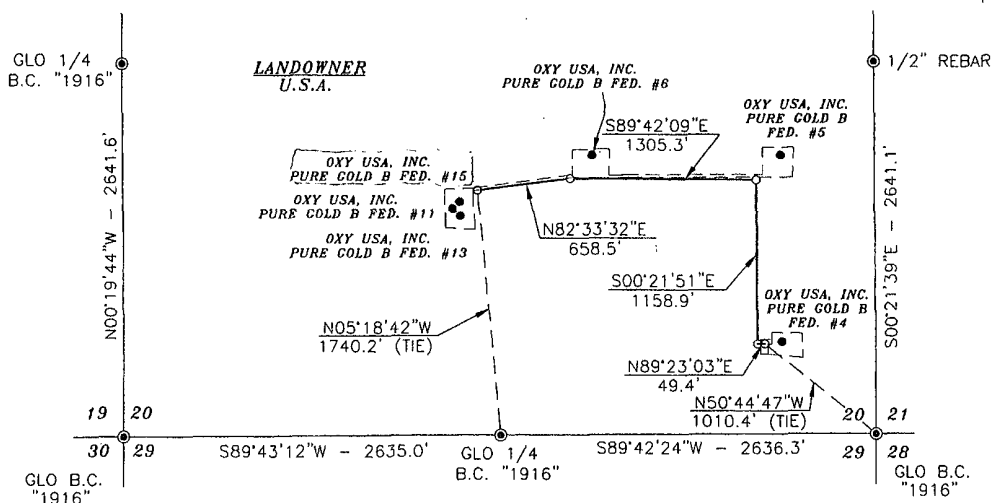 GLO 1/4
B.C. "1916"
LANDOWNER
U.S.A.
OXY USA, INC.
PURE GOLD B FED. #6
1/2" REBAR
OXY USA, INC.
PURE GOLD B
FED. #5
S89°42'09"E
1305.3'
OXY USA, INC.
PURE GOLD B FED. #15
OXY USA, INC.
PURE GOLD B FED. #11
OXY USA, INC.
PURE GOLD B FED. #13
N00°19'44"W - 2641.6'
N82°33'32"E
658.5'
S00°21'39"E - 2641.1'
S00°21'51"E
1158.9'
OXY USA, INC.
PURE GOLD B
FED. #4
N05°18'42"W
1740.2' (TIE)
N89°23'03"E
49.4'
N50°44'47"W
1010.4' (TIE)
19 20
20 21
30 29
S89°43'12"W - 2635.0'
GLO 1/4
B.C. "1916"
S89°42'24"W - 2636.3'
29 28
GLO B.C.
"1916"
GLO B.C.
"1916"